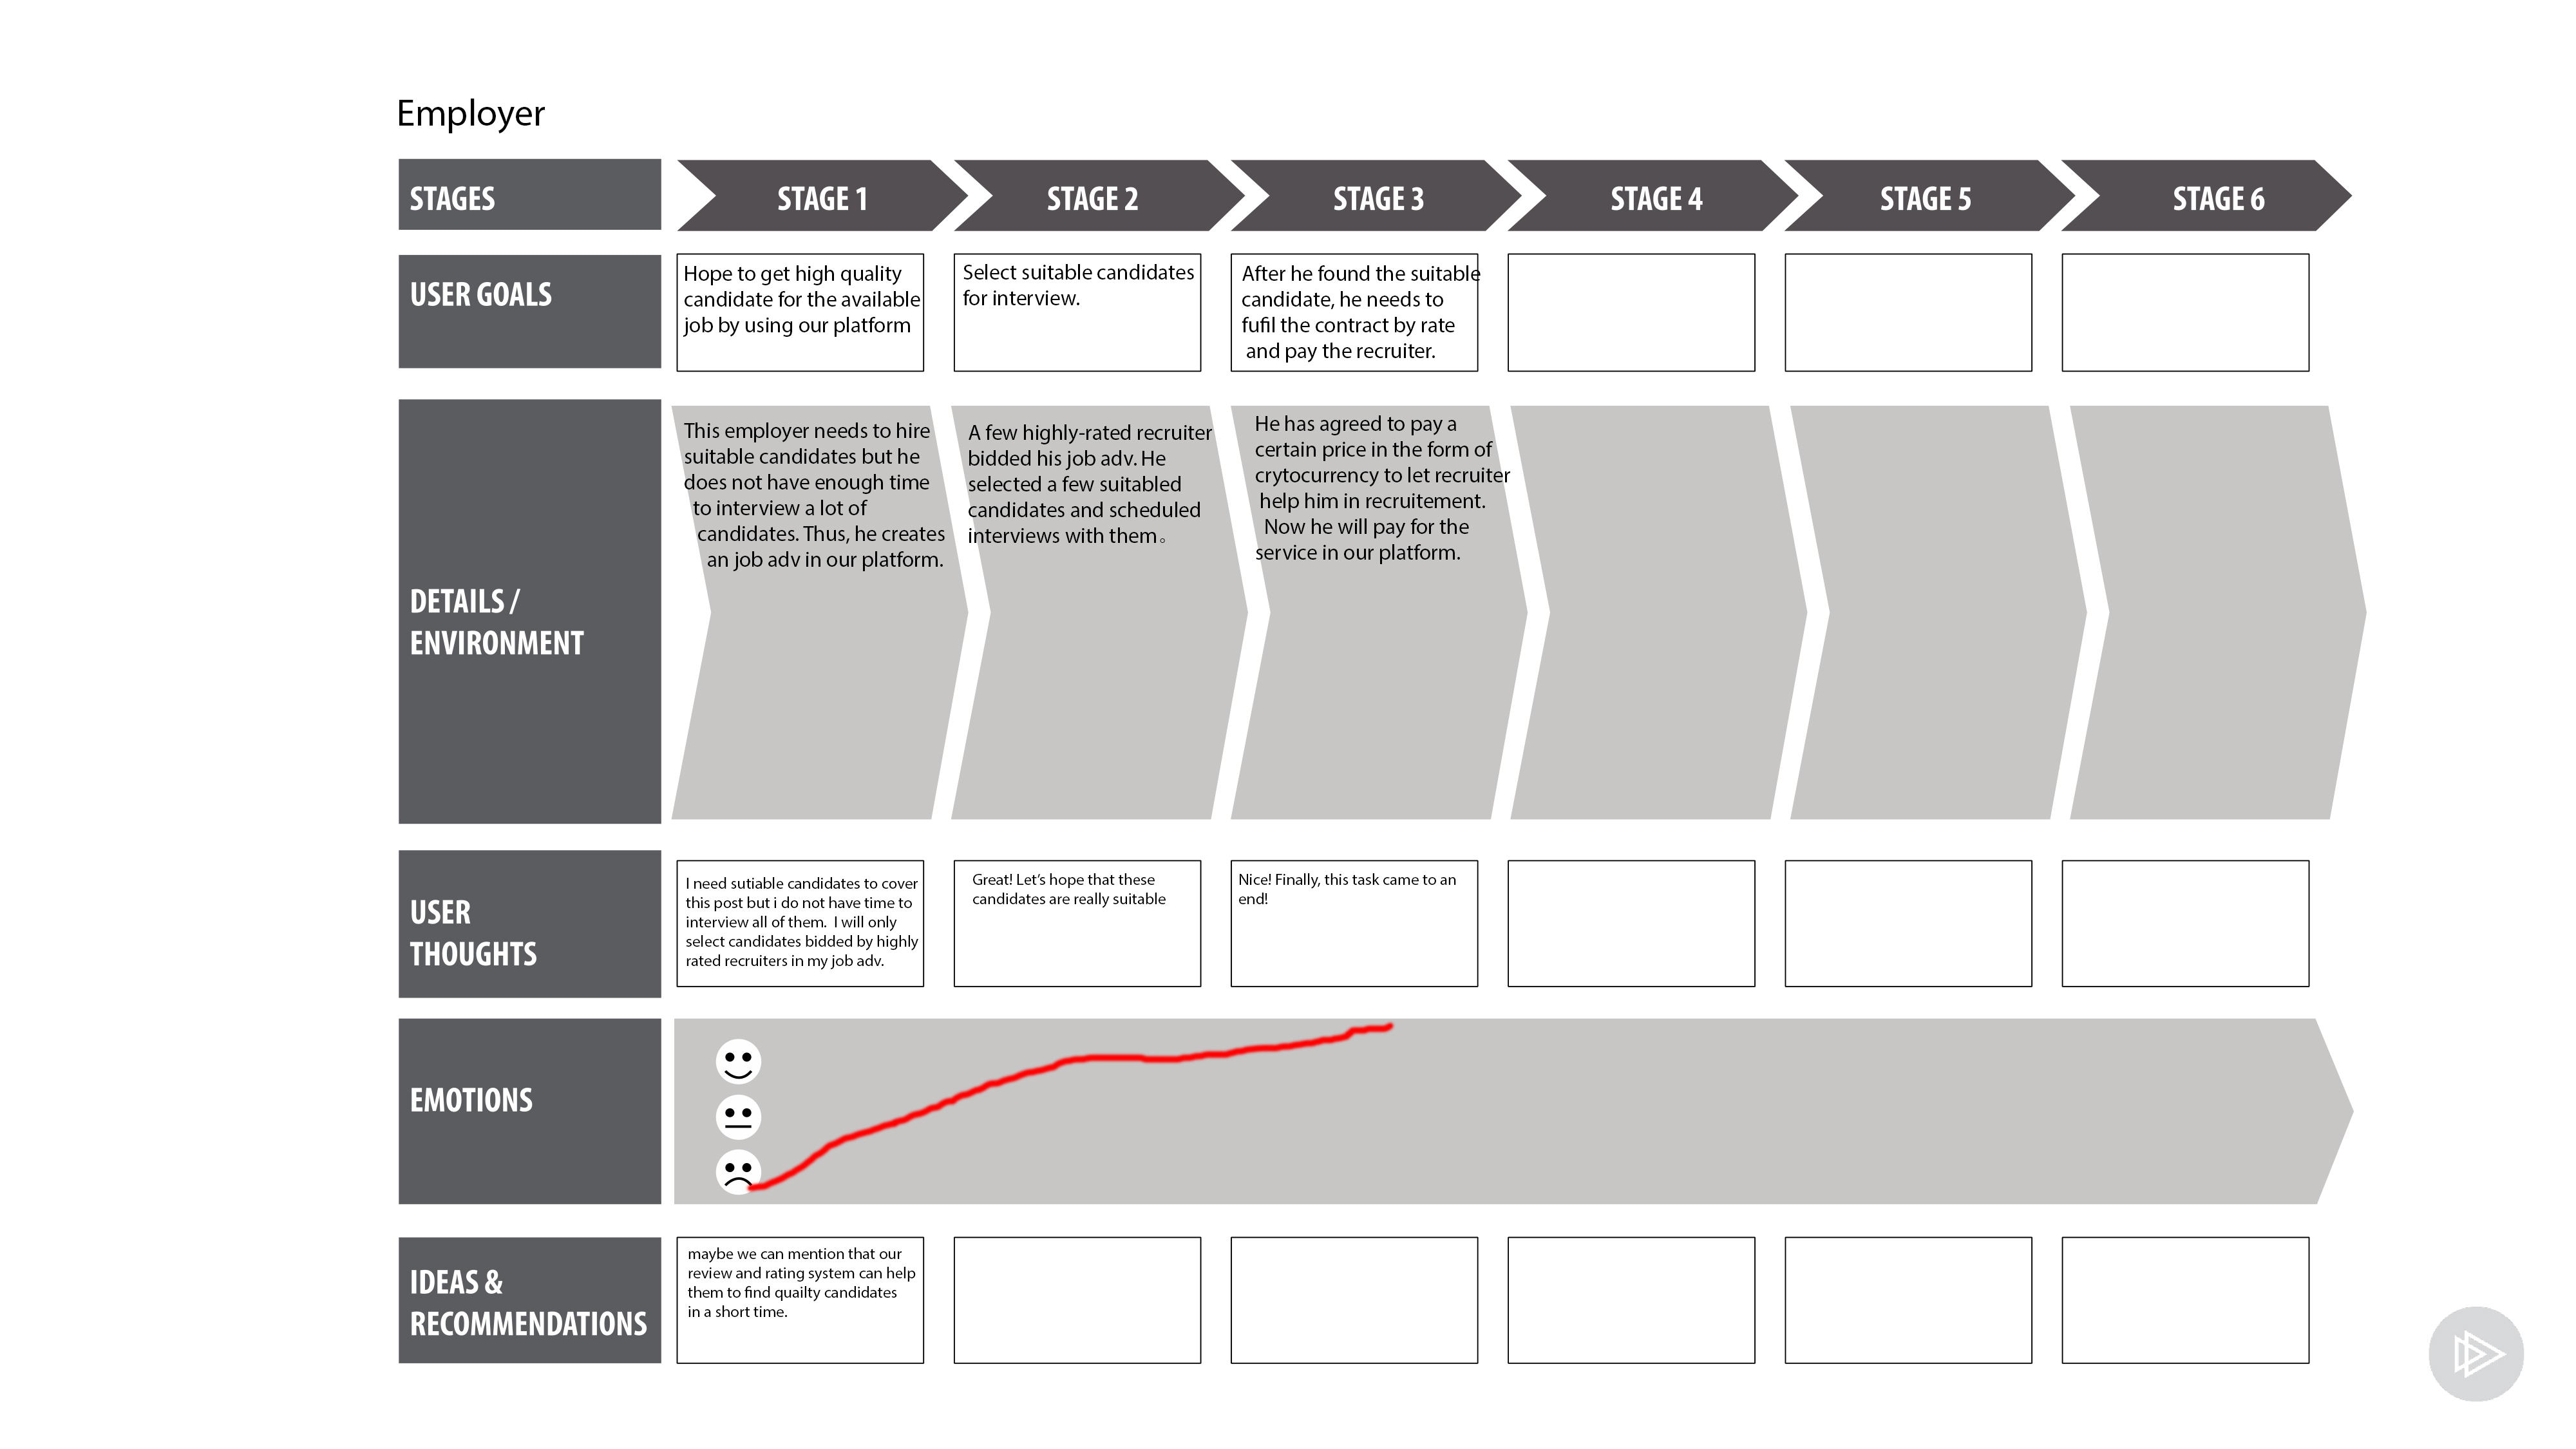 Employer
STAGES
STAGE 1
STAGE 2
STAGE 3
STAGE 4
STAGE 5
STAGE 6
USER GOALS
Hope to get high quality
candidate for the available
job by using our platform
Select suitable candidates
for interview.
After he found the suitable
candidate, he needs to
fufil the contract by rate
and pay the recruiter.
DETAILS /
ENVIRONMENT
This employer needs to hire
suitable candidates but he
does not have enough time
to interview a lot of
candidates. Thus, he creates
an job adv in our platform.
A few highly-rated recruiter
bidded his job adv. He
selected a few suitabled
candidates and scheduled
interviews with them。
He has agreed to pay a
certain price in the form of
crytocurrency to let recruiter
help him in recruitement.
Now he will pay for the
service in our platform.
USER
THOUGHTS
I need sutiable candidates to cover
this post but i do not have time to
interview all of them. I will only
select candidates bidded by highly
rated recruiters in my job adv.
Great! Let’s hope that these
candidates are really suitable
Nice! Finally, this task came to an
end!
EMOTIONS
IDEAS &
RECOMMENDATIONS
maybe we can mention that our
review and rating system can help
them to find quailty candidates
in a short time.